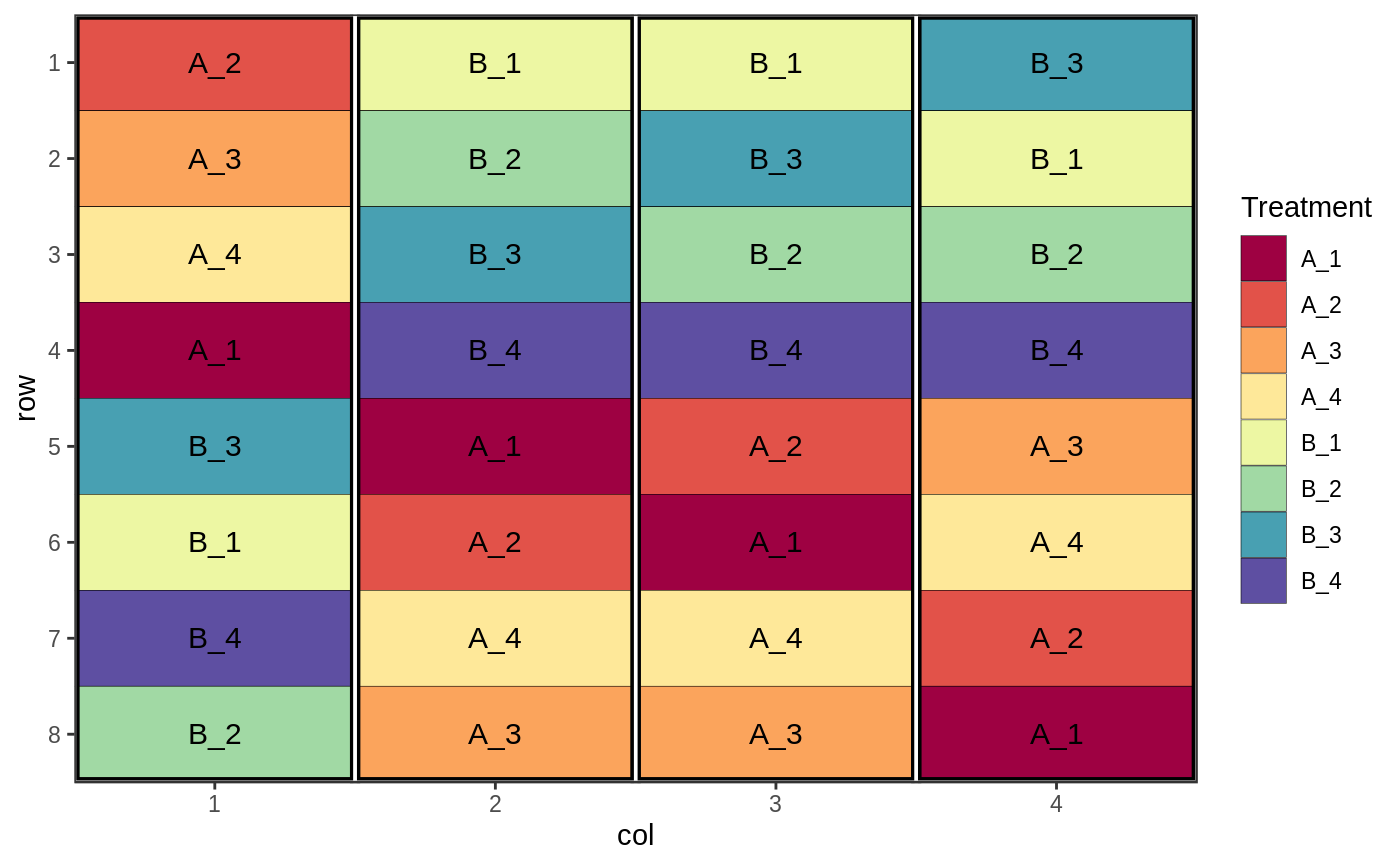 1 A_2 B_1 B_1 B_3
2 A_3 B_2 B_3 B_1
3 A_4 B_3 B_2 B_2
4 A_1 B_4 B_4 B_4
5 B_3 A_1 A_2 A_3
6 B_1 A_2 A_1 A_4
7 B_4 A_4 A_4 A_2
8 B_2 A_3 A_3 A_1
1 2 3 4
row
col
Treatment
A_1
A_2
A_3
A_4
B_1
B_2
B_3
B_4